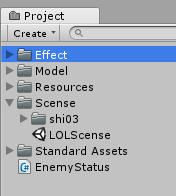 Project
Create
Effect
Model
Resources
Scense
shi03
LOLScense
Standard Assets
EnemyStatus